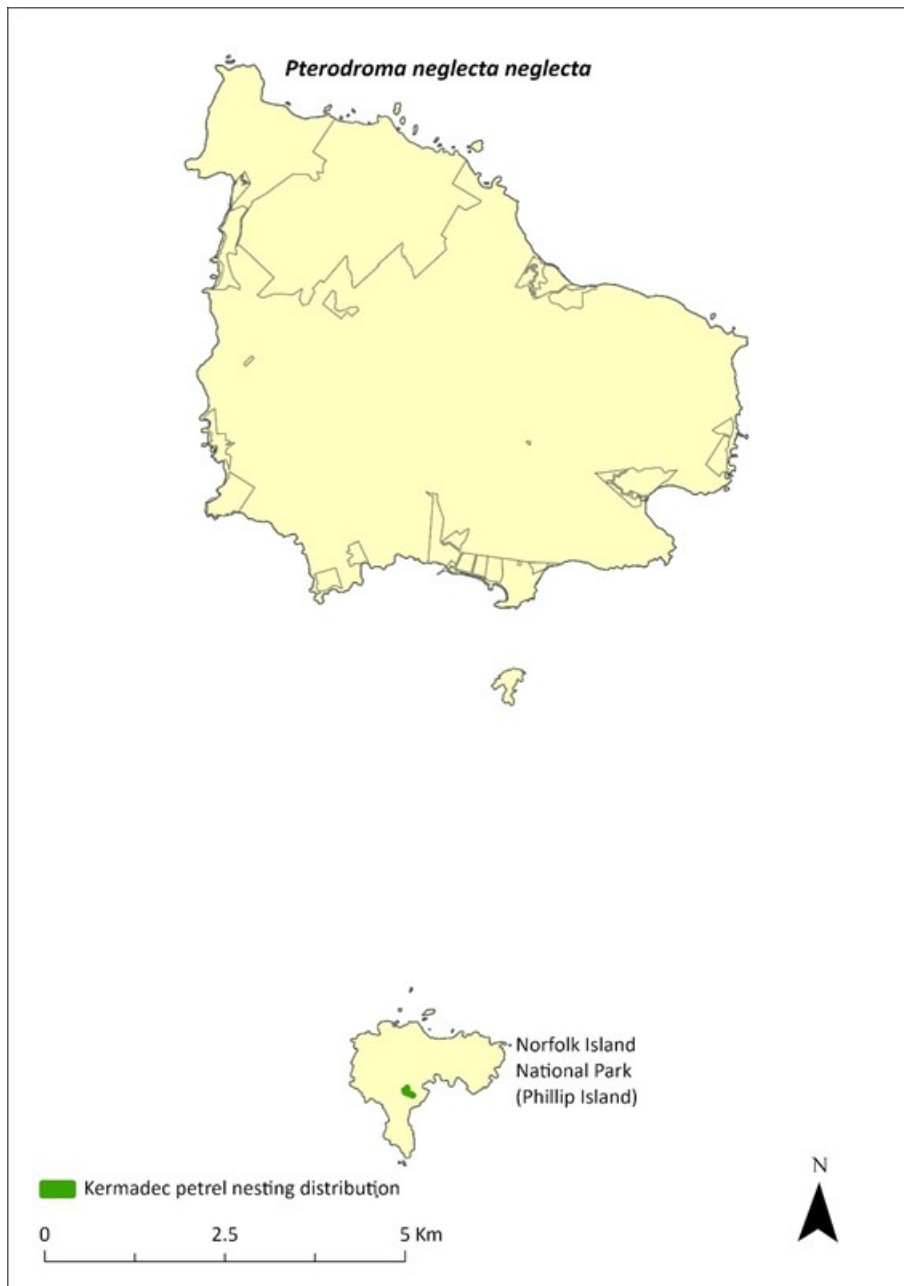 Pterodroma neglecta neglecta
Norfolk Island
National Park
(Phillip Island)
Kermadec petrel nesting distribution
N
0 2.5 5 Km